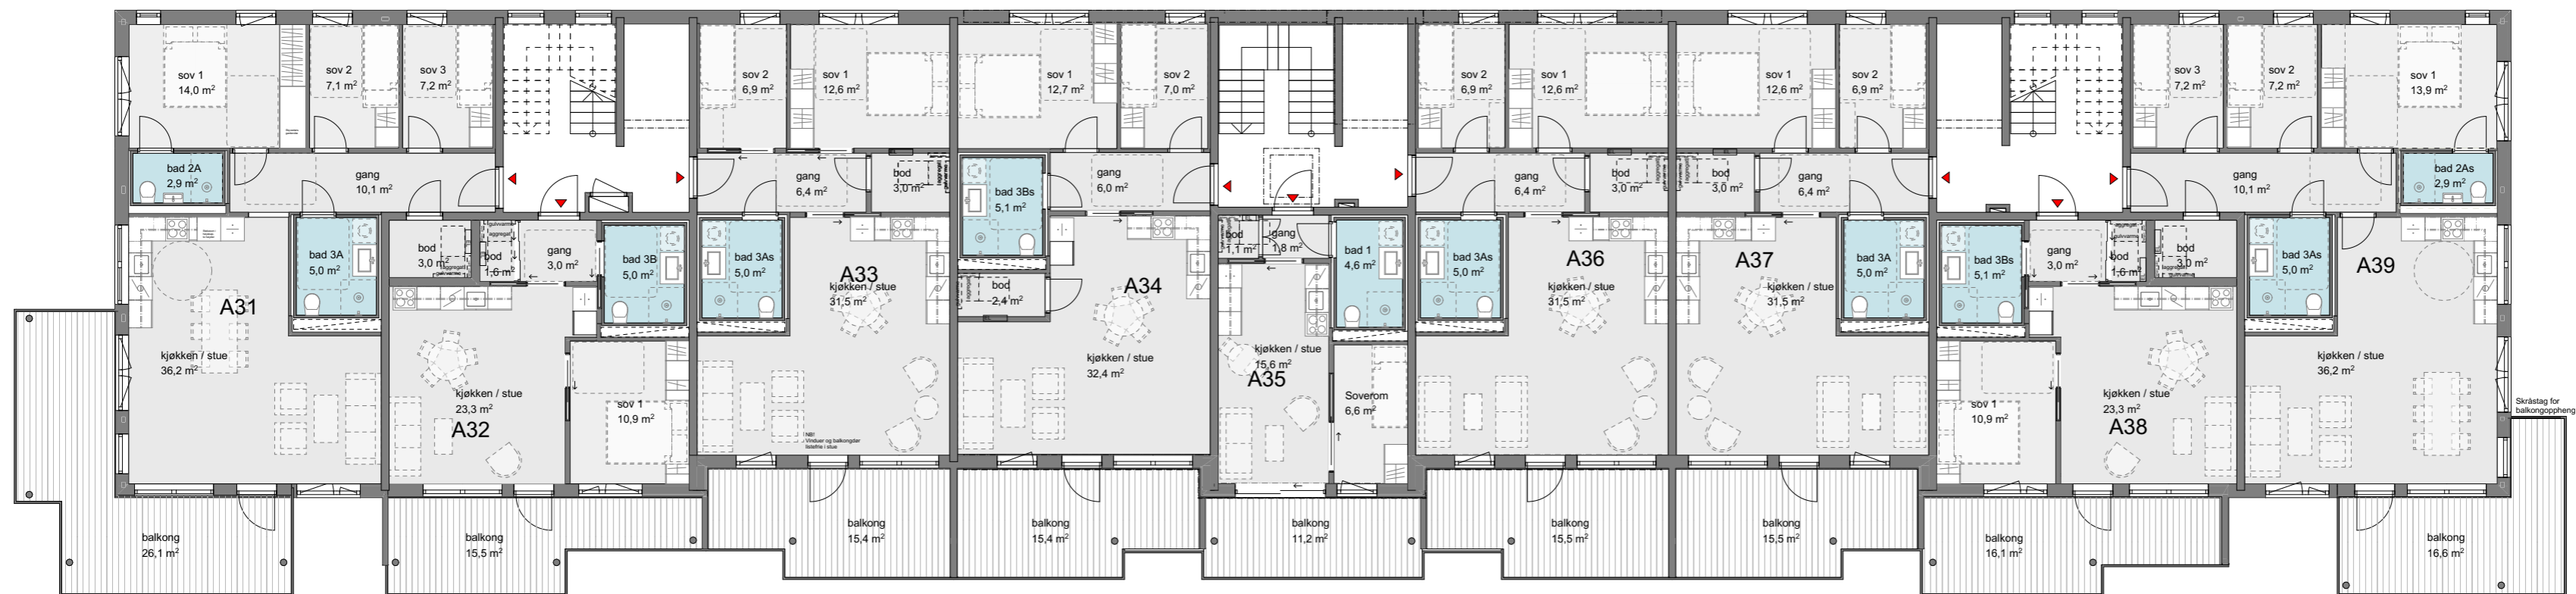 sov 1
14,0 m²
sov 2
7,1 m²
sov 3
7,2 m²
bad 2A
2,9 m²
gang
10,1 m²
bad 3A
5,0 m²
A31
kjøkken / stue
36,2 m²
balkong
26,1 m²
bod
3,0 m²
bod
1,6 m²
gang
3,0 m²
bad 3B
5,0 m²
kjøkken / stue
23,3 m²
A32
sov 1
10,9 m²
balkong
15,5 m²
sov 2
6,9 m²
sov 1
12,6 m²
gang
6,4 m²
bod
3,0 m²
bad 3As
5,0 m²
A33
kjøkken / stue
31,5 m²
NB!
Vinduer og balkongdør
listefrie i stue
balkong
15,4 m²
sov 1
12,7 m²
sov 2
7,0 m²
bad 3Bs
5,1 m²
gang
6,0 m²
bod
2,4 m²
A34
kjøkken / stue
32,4 m²
balkong
15,4 m²
bod
1,1 m²
gang
1,8 m²
bad 1
4,6 m²
kjøkken / stue
15,6 m²
A35
Soverom
6,6 m²
balkong
11,2 m²
sov 2
6,9 m²
sov 1
12,6 m²
gang
6,4 m²
bod
3,0 m²
bad 3As
5,0 m²
A36
kjøkken / stue
31,5 m²
balkong
15,5 m²
sov 1
12,6 m²
sov 2
6,9 m²
bod
3,0 m²
gang
6,4 m²
A37
bad 3A
5,0 m²
kjøkken / stue
31,5 m²
balkong
15,5 m²
bad 3Bs
5,1 m²
gang
3,0 m²
bod
1,6 m²
bod
3,0 m²
sov 1
10,9 m²
kjøkken / stue
23,3 m²
A38
balkong
16,1 m²
sov 3
7,2 m²
sov 2
7,2 m²
sov 1
13,9 m²
gang
10,1 m²
bad 2As
2,9 m²
bad 3As
5,0 m²
A39
kjøkken / stue
36,2 m²
Skråstag for
balkongoppheng
balkong
16,6 m²